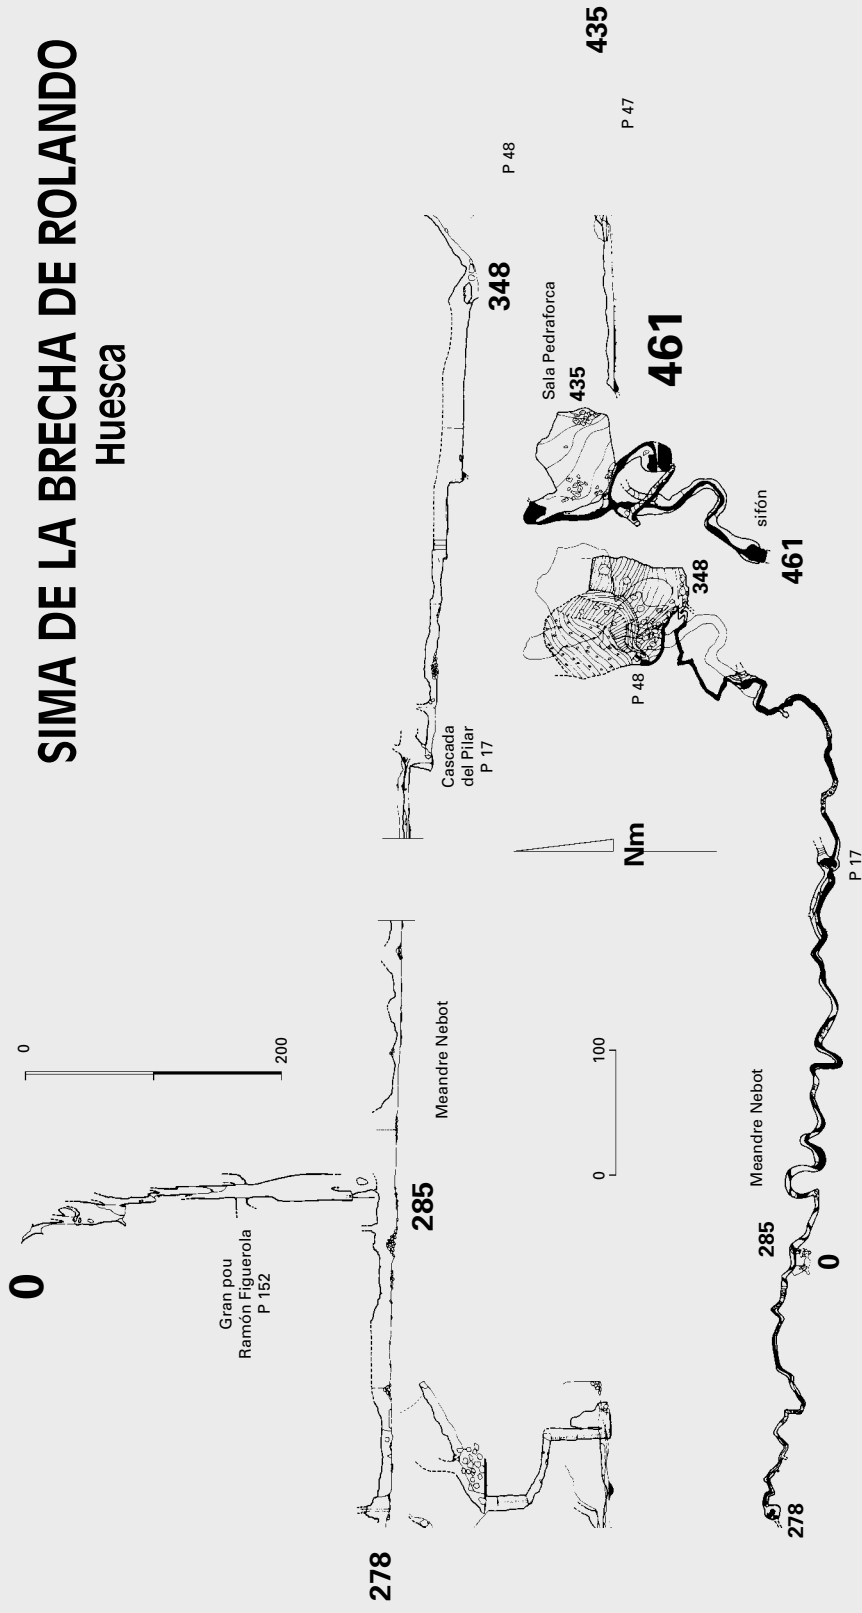 SIMA DE LA BRECHA DE ROLANDO
Huesca
0
0
200
Gran pou
Ramón Figuerola
P 152
278
285
Meandre Nebot
Cascada
del Pilar
P 17
348
P 48
435
P 47
461
Sala Pedraforca
435
sifón
461
348
P 48
Nm
0
100
P 17
Meandre Nebot
285
0
278